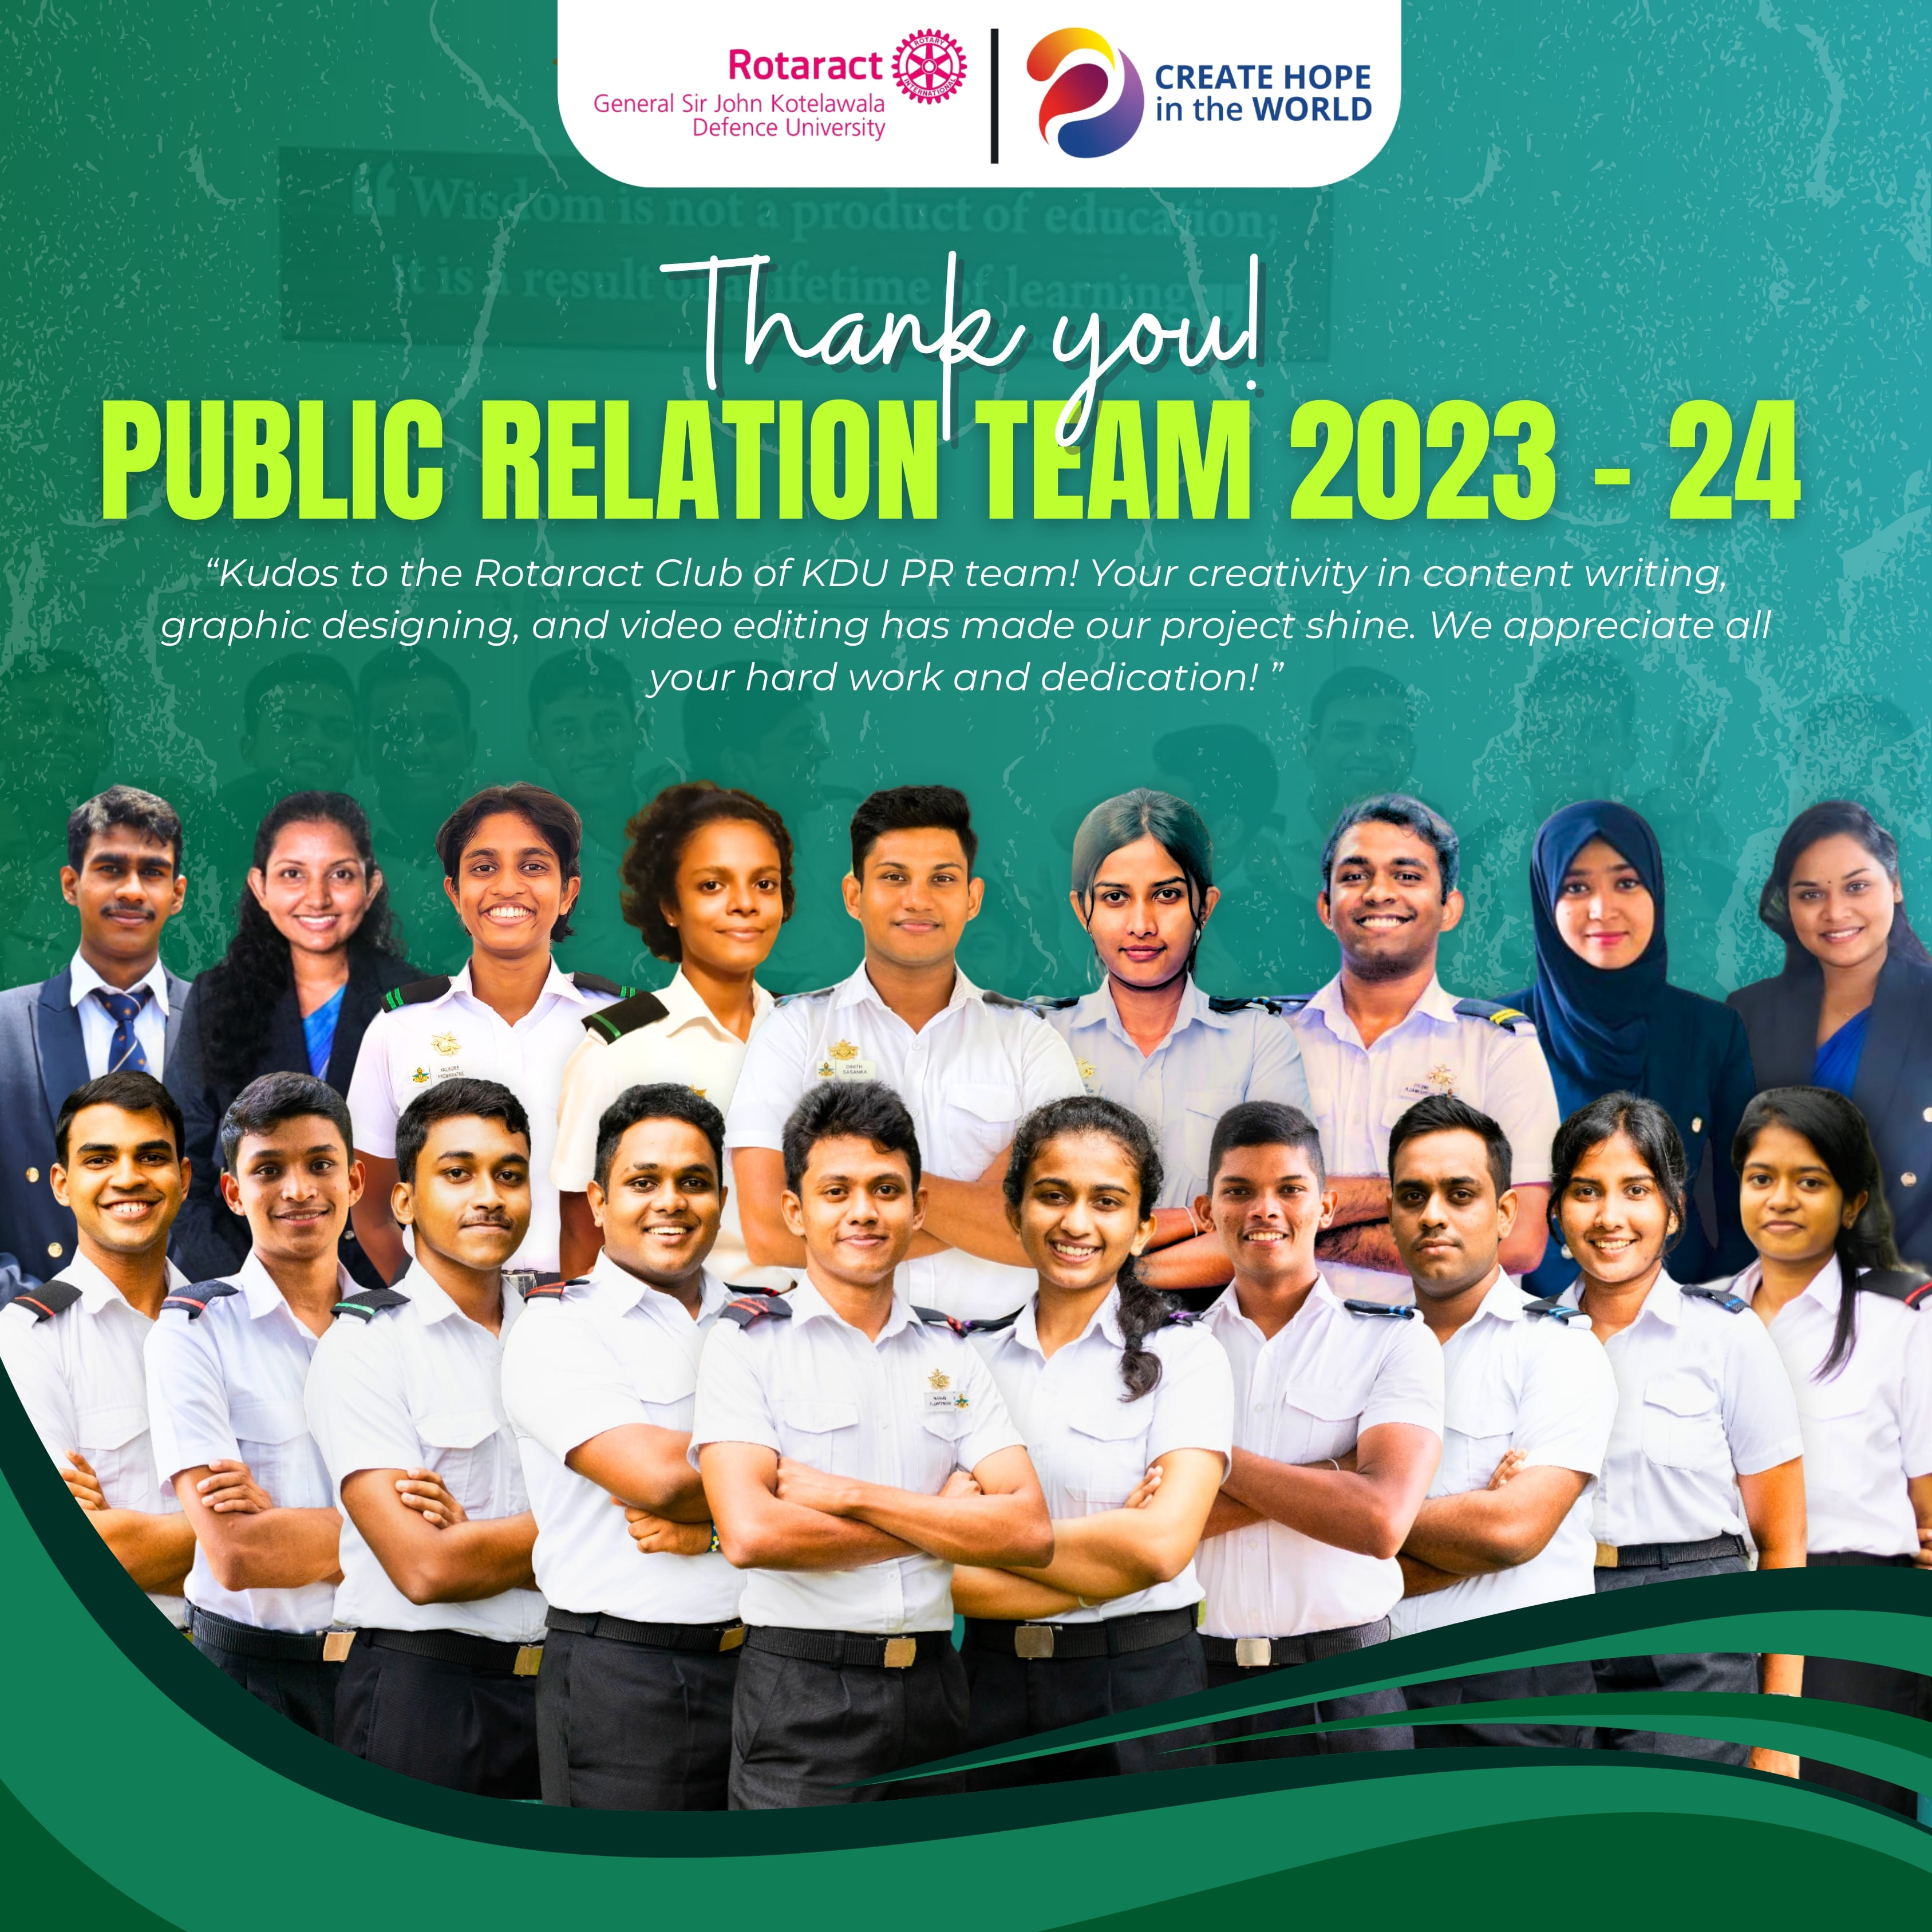 Rotaract
ROTARY
INTERNATIONAL
General Sir John Kotelawala
Defence University
CREATE HOPE
in the WORLD
“Wisdom is not a product of education;
it is a result of a lifetime of learning”
Thank you!
PUBLIC RELATION TEAM 2023 - 24
“Kudos to the Rotaract Club of KDU PR team! Your creativity in content writing,
graphic designing, and video editing has made our project shine. We appreciate all
your hard work and dedication! ”